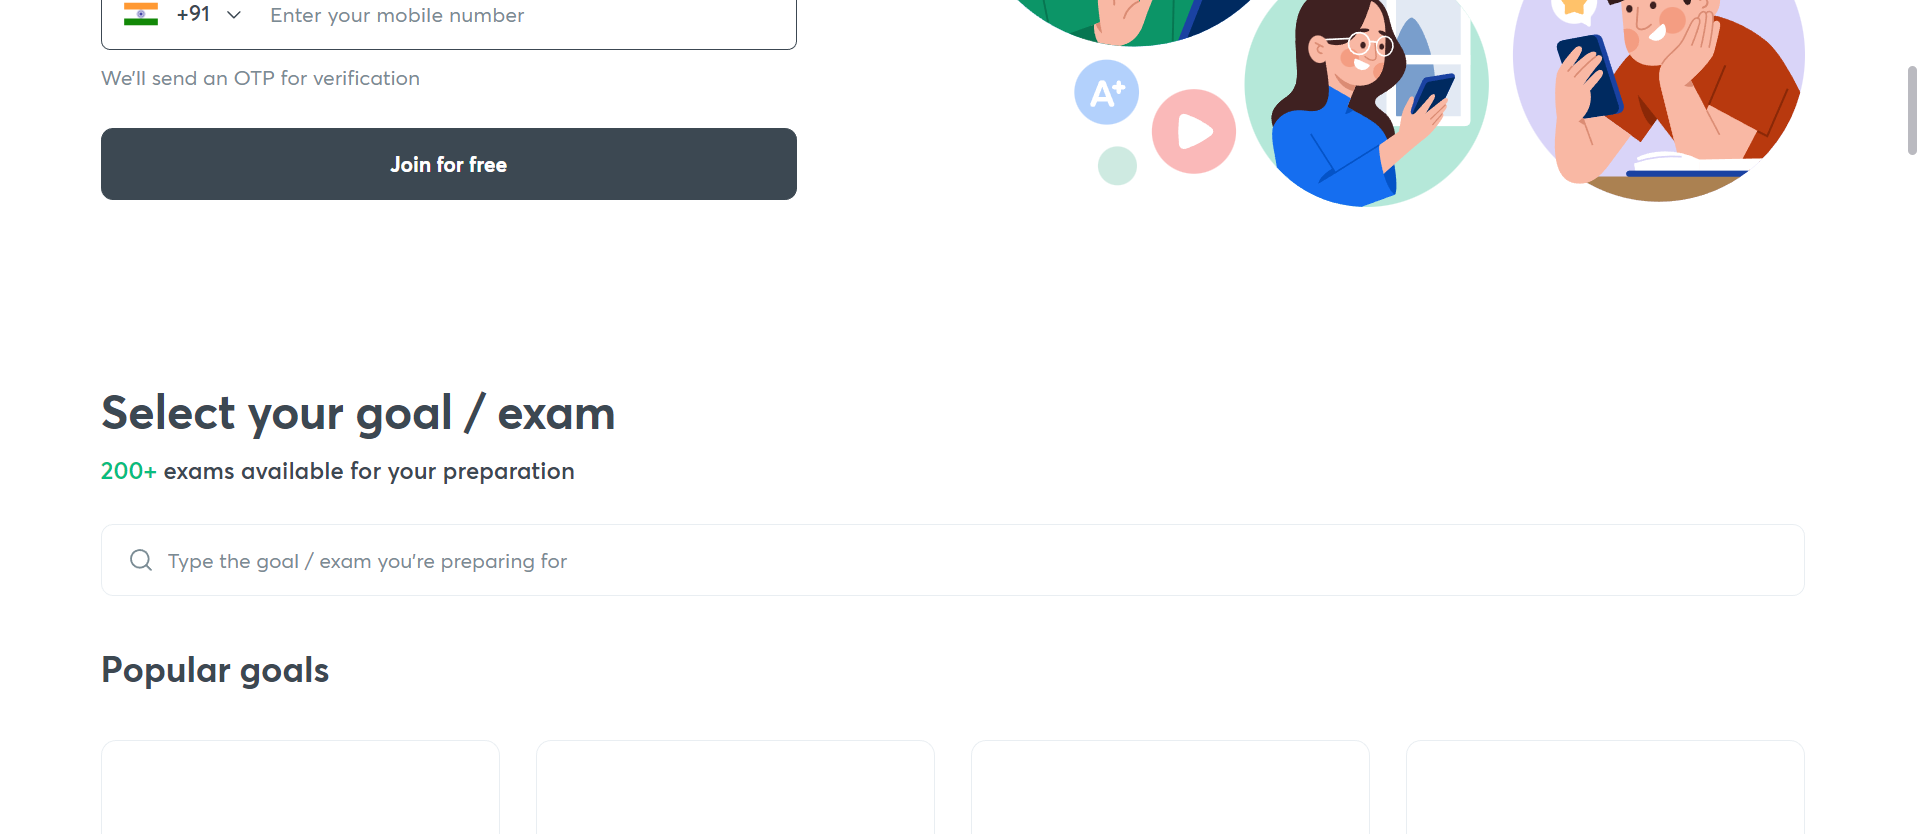 +91 Enter your mobile number
We'll send an OTP for verification
Join for free
A+
Select your goal / exam
200+ exams available for your preparation
Type the goal / exam you're preparing for
Popular goals